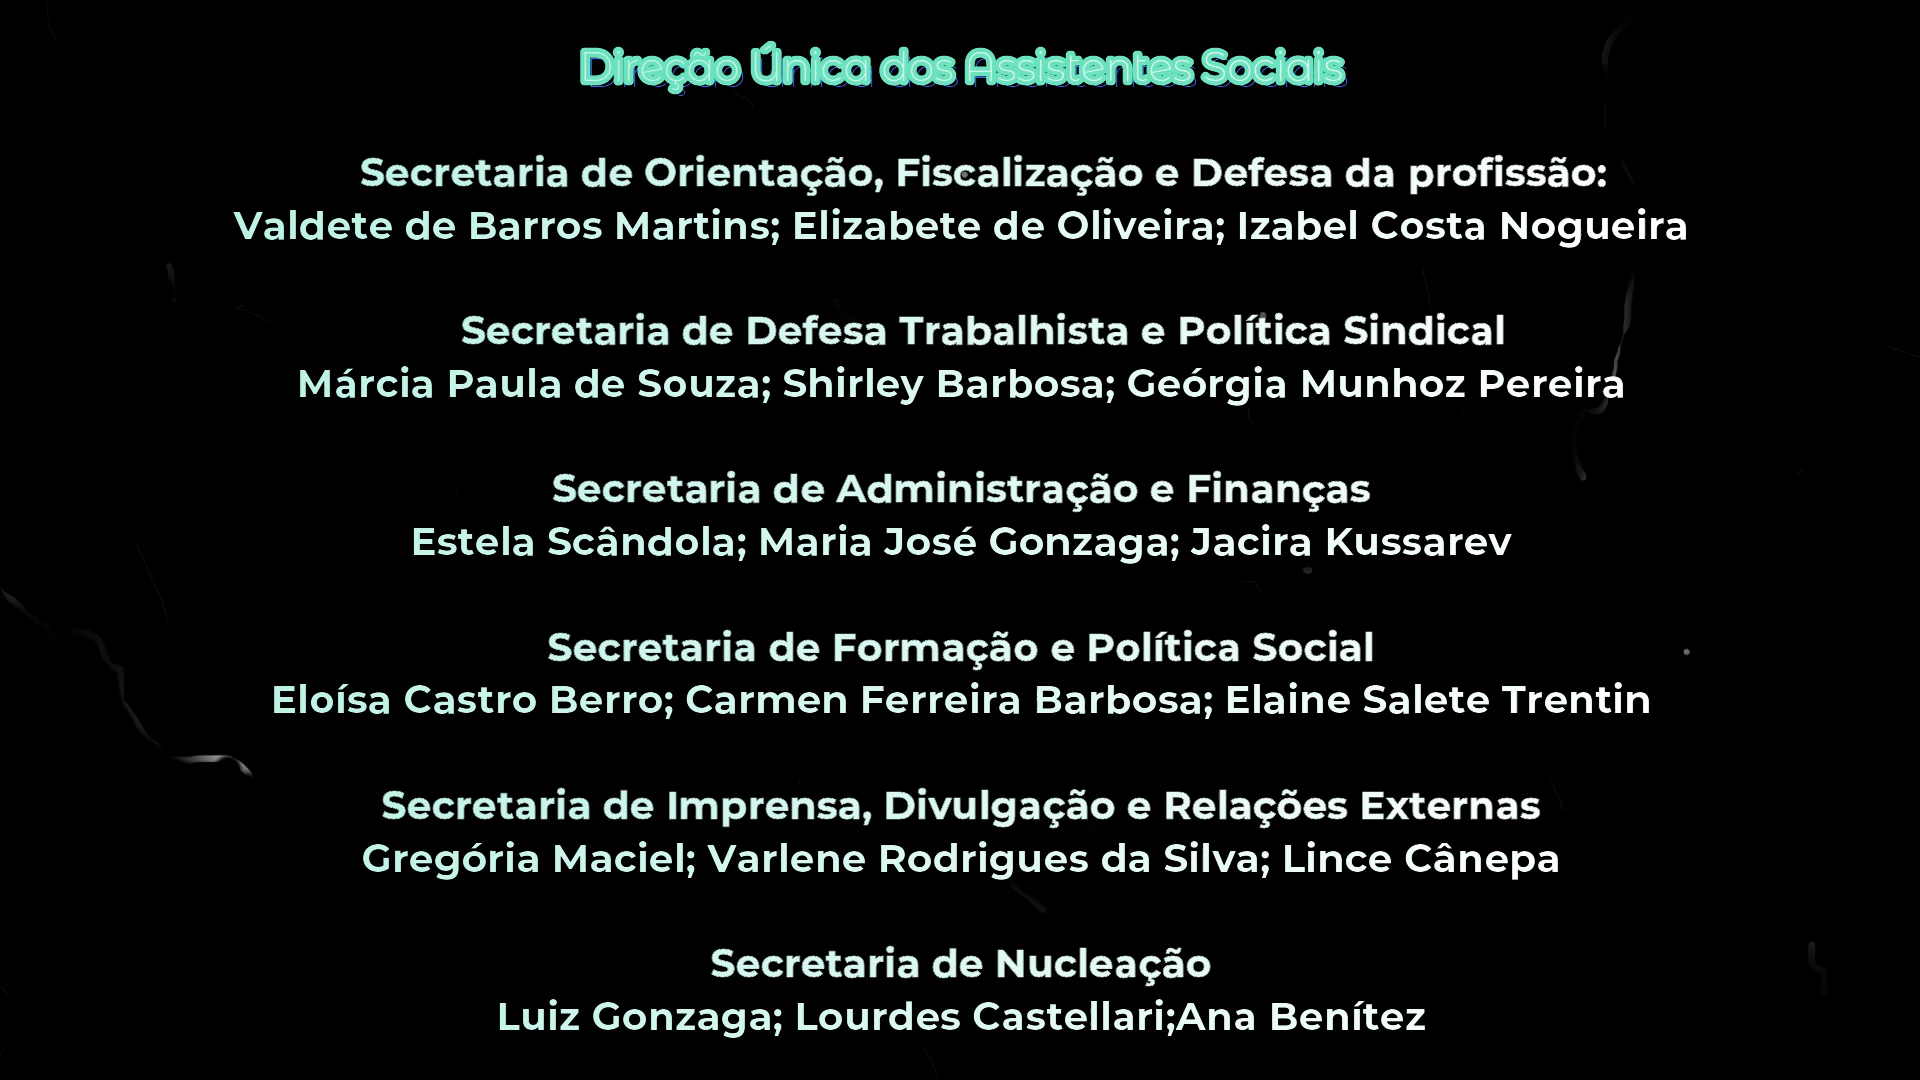 Direção Única dos Assistentes Sociais
Secretaria de Orientação, Fiscalização e Defesa da profissão:
Valdete de Barros Martins; Elizabete de Oliveira; Izabel Costa Nogueira
Secretaria de Defesa Trabalhista e Política Sindical
Márcia Paula de Souza; Shirley Barbosa; Geórgia Munhoz Pereira
Secretaria de Administração e Finanças
Estela Scândola; Maria José Gonzaga; Jacira Kussarev
Secretaria de Formação e Política Social
Eloísa Castro Berro; Carmen Ferreira Barbosa; Elaine Salete Trentin
Secretaria de Imprensa, Divulgação e Relações Externas
Gregória Maciel; Varlene Rodrigues da Silva; Lince Cânepa
Secretaria de Nucleação
Luiz Gonzaga; Lourdes Castellari;Ana Benítez